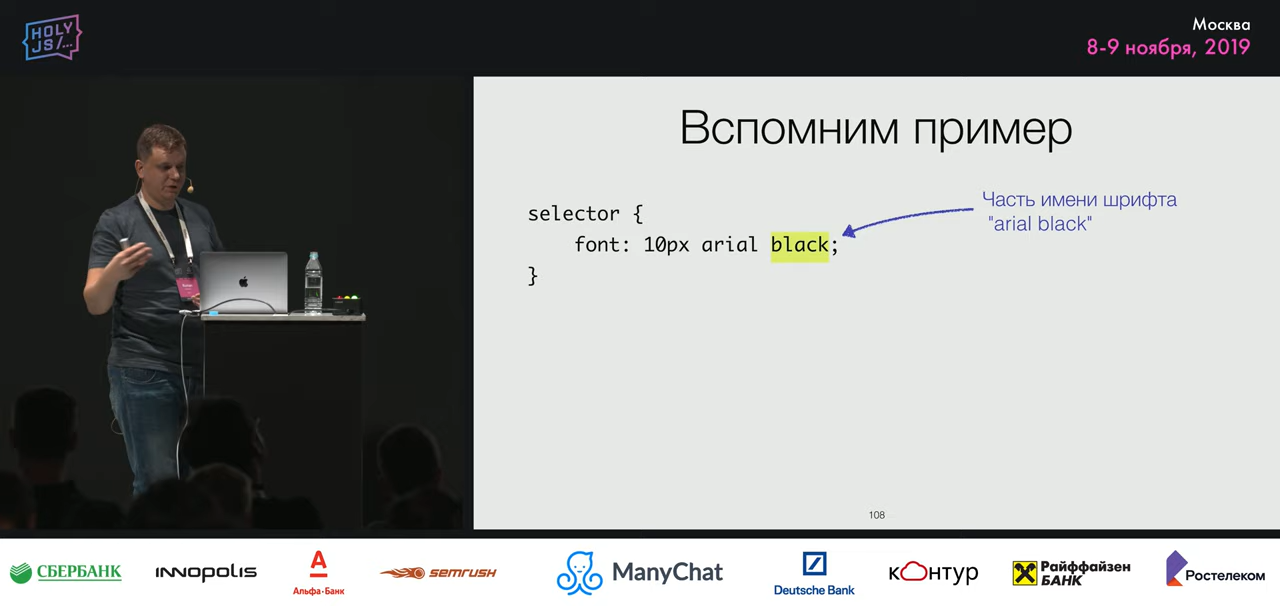 HOLY
JS/...
Москва
8-9 ноября, 2019
Вспомним пример
selector {
font: 10px arial black;
}
Часть имени шрифта
"arial black"
108
СБЕРБАНК
INNOPOLIS
А
Альфа·Банк
semrush
ManyChat
Deutsche Bank
кОнтур
Райффайзен
БАНК
Ростелеком